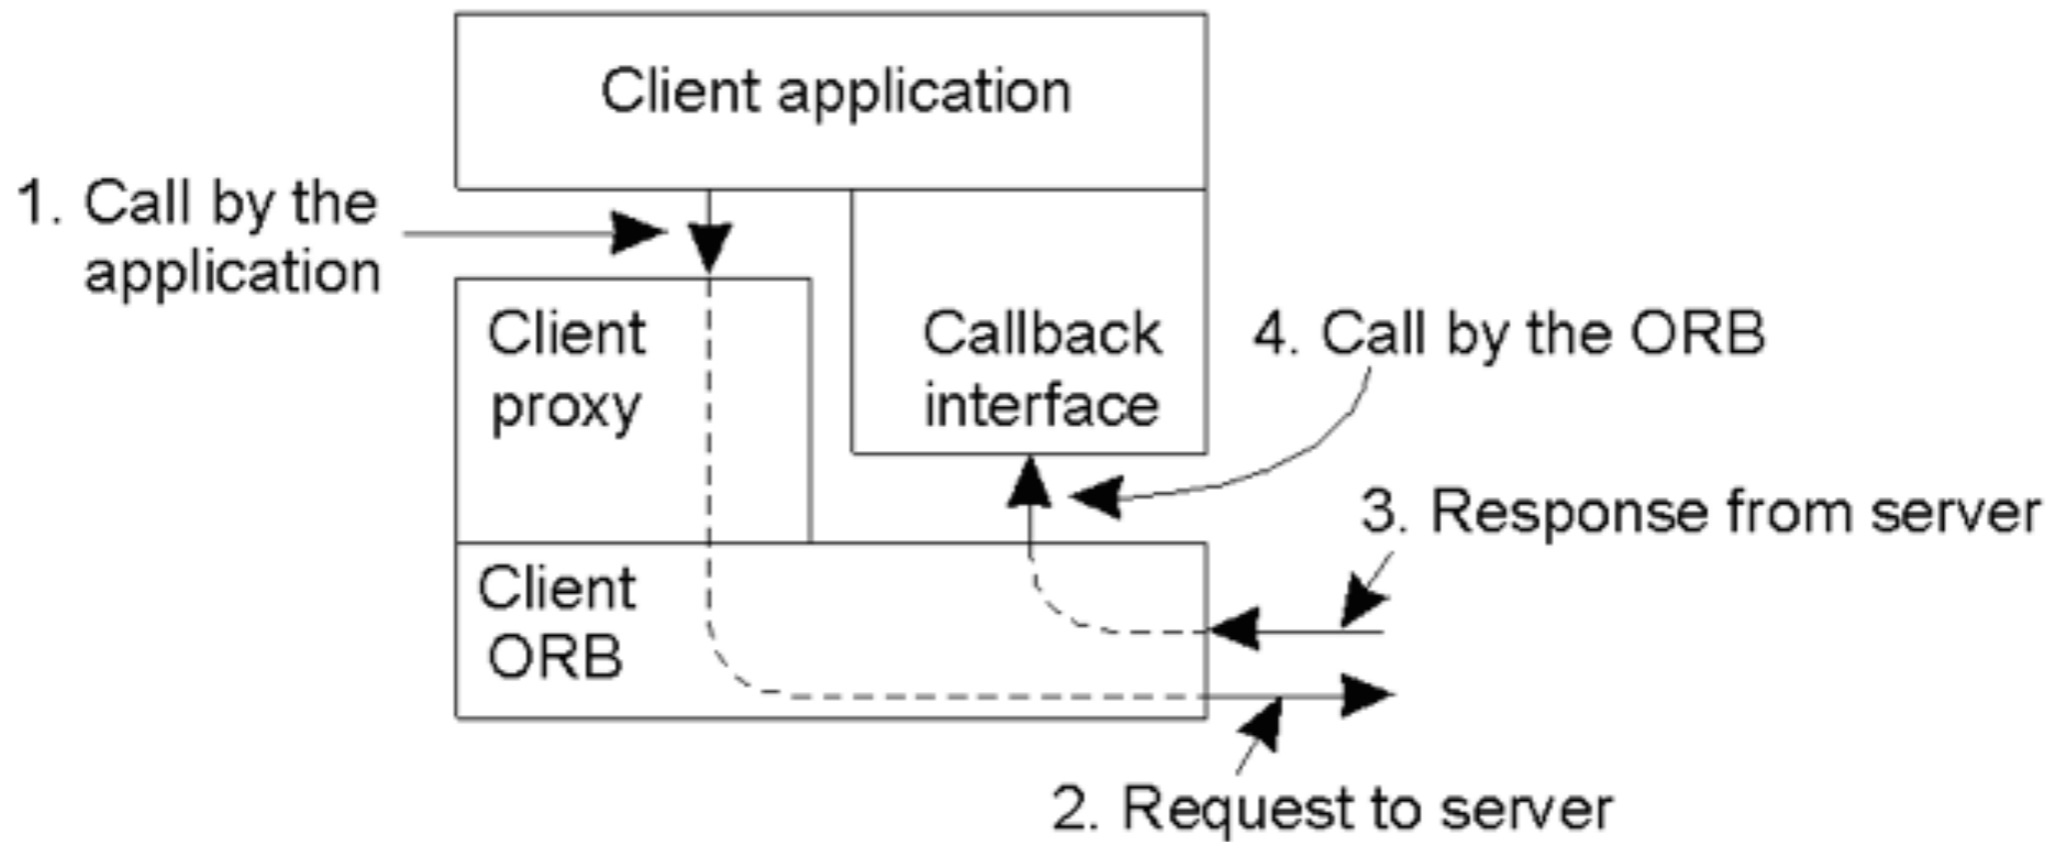 Client application
1. Call by the
application
Client
proxy
Callback
interface
4. Call by the ORB
3. Response from server
Client
ORB
2. Request to server